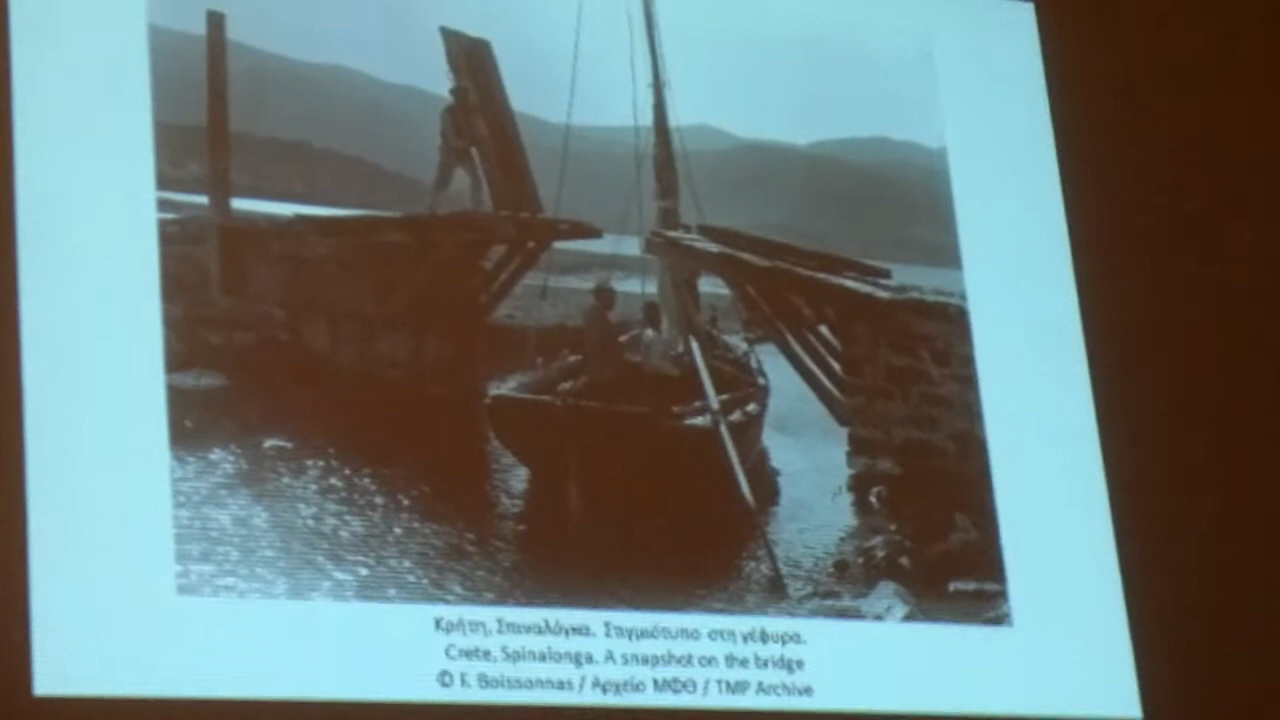 Κρήτη, Σπιναλόγκα. Στιγμιότυπο στη γέφυρα.
Crete, Spinalonga. A snapshot on the bridge
© F. Boissonnas / Αρχείο ΜΦΘ / TMP Archive